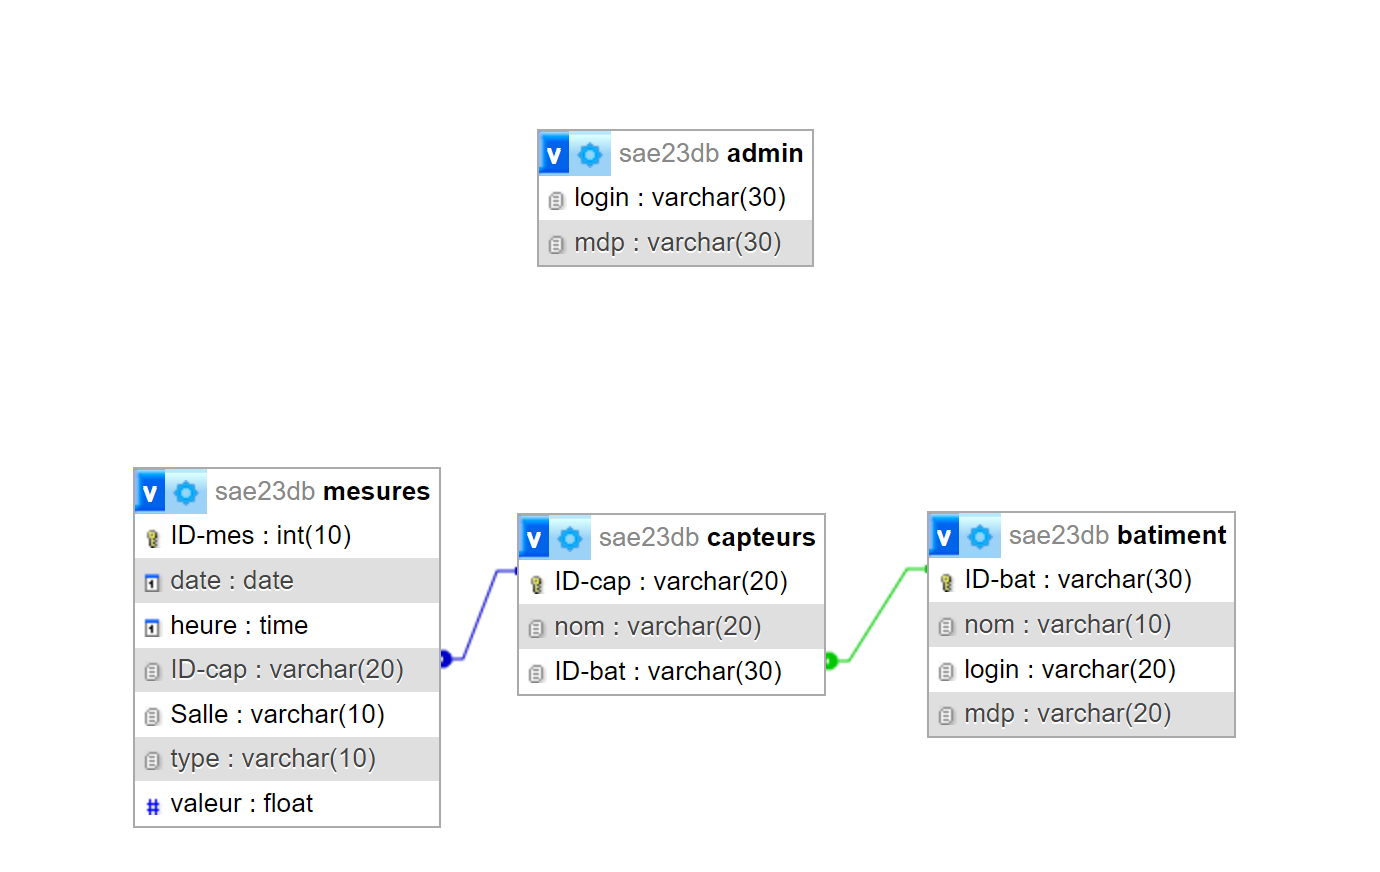 v sae23db admin
login : varchar(30)
mdp : varchar(30)
v sae23db mesures
ID-mes : int(10)
date : date
heure : time
ID-cap : varchar(20)
Salle : varchar(10)
type : varchar(10)
# valeur : float
v sae23db capteurs
ID-cap : varchar(20)
nom : varchar(20)
ID-bat : varchar(30)
v sae23db batiment
ID-bat : varchar(30)
nom : varchar(10)
login : varchar(20)
mdp : varchar(20)